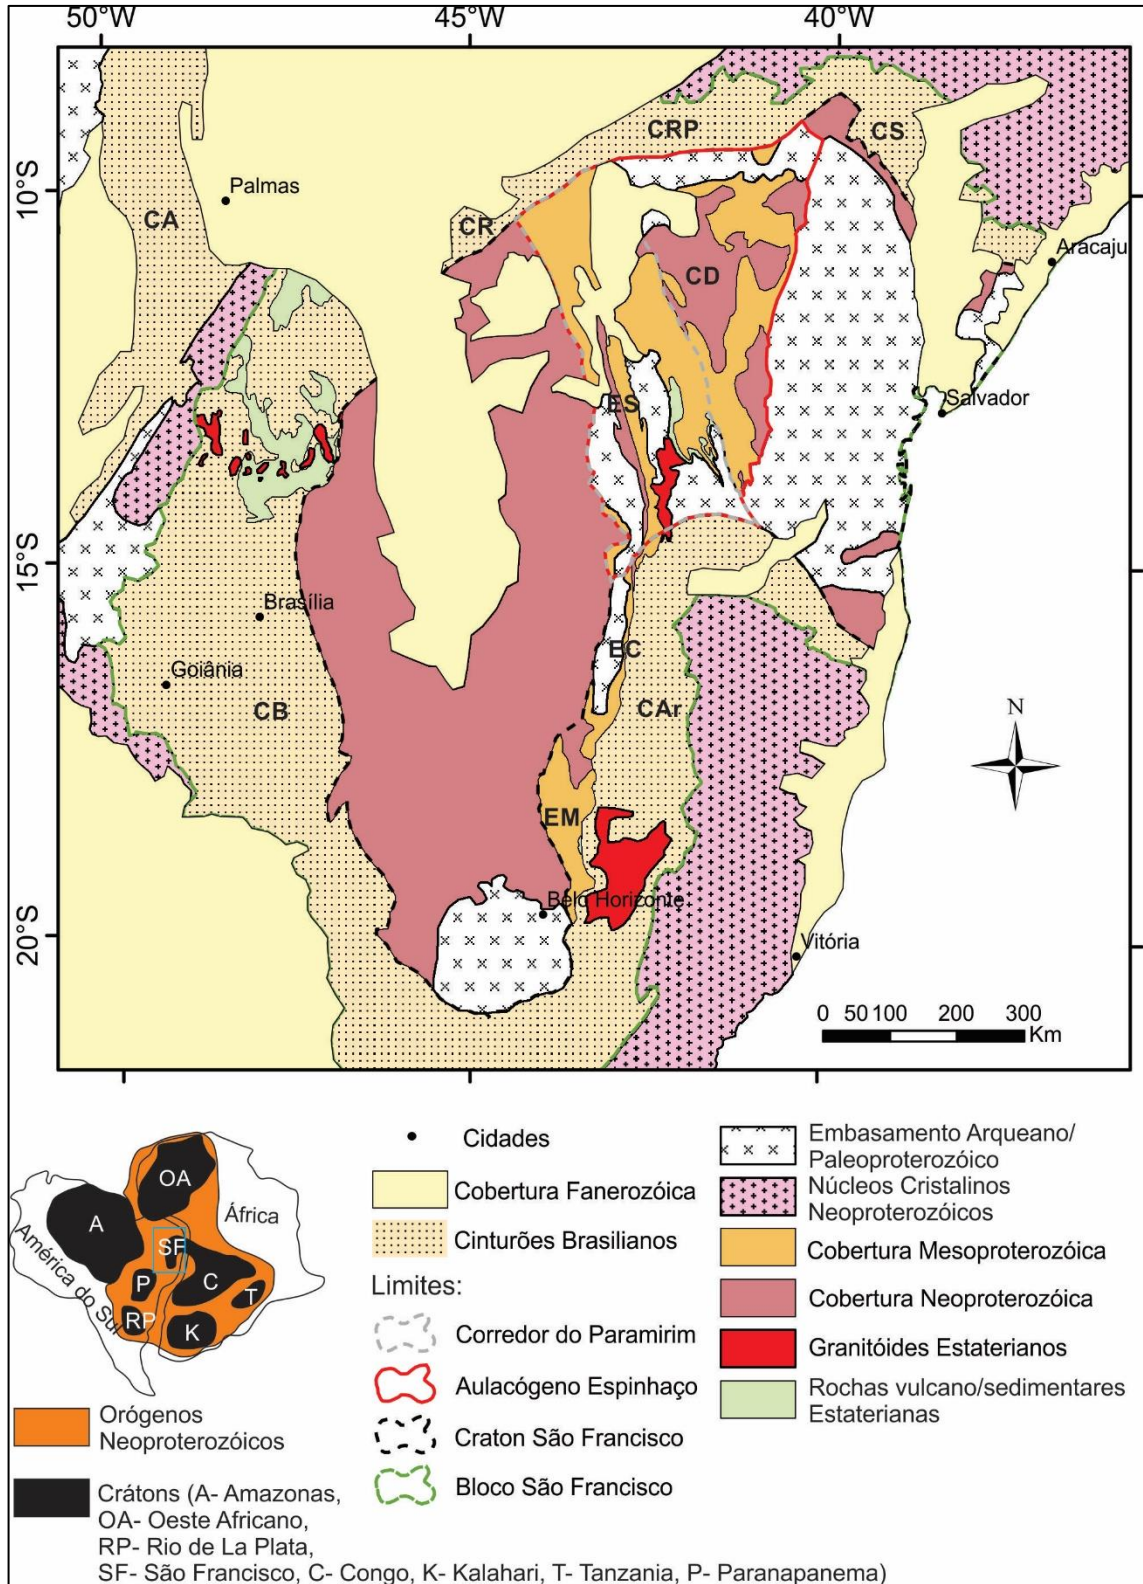 50°W 45°W 40°W
CRP
CS
10°S
10°S
Palmas
CA
CR
Aracaju
CD
ES
Salvador
15°S
15°S
Brasília
EC
Goiânia
CB
CAr
N
EM
Belo Horizonte
20°S
20°S
Vitória
0 50 100 200 300
Km
OA
África
A
SF
América do Sul
P
C
T
RP
K
Orógenos
Neoproterozóicos
Crátons (A- Amazonas,
OA- Oeste Africano,
RP- Rio de La Plata,
SF- São Francisco, C- Congo, K- Kalahari, T- Tanzania, P- Paranapanema)
Cidades
Cobertura Fanerozóica
Cinturões Brasilianos
Limites:
Corredor do Paramirim
Aulacógeno Espinhaço
Craton São Francisco
Bloco São Francisco
Embasamento Arqueano/
Paleoproterozóico
Núcleos Cristalinos
Neoproterozóicos
Cobertura Mesoproterozóica
Cobertura Neoproterozóica
Granitóides Estaterianos
Rochas vulcano/sedimentares
Estaterianas